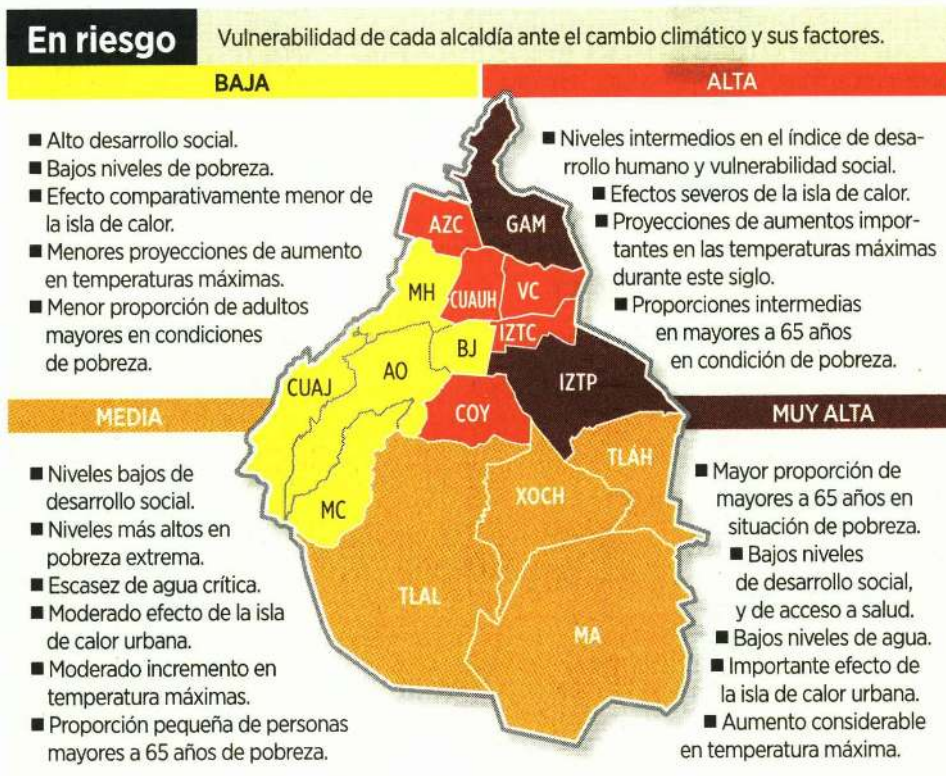 En riesgo
Vulnerabilidad de cada alcaldía ante el cambio climático y sus factores.
BAJA
■ Alto desarrollo social.
■ Bajos niveles de pobreza.
■ Efecto comparativamente menor de
la isla de calor.
■ Menores proyecciones de aumento
en temperaturas máximas.
■ Menor proporción de adultos
mayores en condiciones
de pobreza.
ALTA
■ Niveles intermedios en el índice de desa-
rrollo humano y vulnerabilidad social.
■ Efectos severos de la isla de calor.
■ Proyecciones de aumentos impor-
tantes en las temperaturas máximas
durante este siglo.
■ Proporciones intermedias
en mayores a 65 años
en condición de pobreza.
MEDIA
■ Niveles bajos de
desarrollo social.
■ Niveles más altos en
pobreza extrema.
■ Escasez de agua crítica.
■ Moderado efecto de la isla
de calor urbana.
■ Moderado incremento en
temperatura máximas.
■ Proporción pequeña de personas
mayores a 65 años de pobreza.
MUY ALTA
■ Mayor proporción de
mayores a 65 años en
situación de pobreza.
■ Bajos niveles
de desarrollo social,
y de acceso a salud.
■ Bajos niveles de agua.
■ Importante efecto de
la isla de calor urbana.
■ Aumento considerable
en temperatura máxima.
AZC
GAM
MH
CUAUH
VC
IZTC
BJ
CUAJ
AO
IZTP
COY
TLÁH
XOCH
MC
TLAL
MA